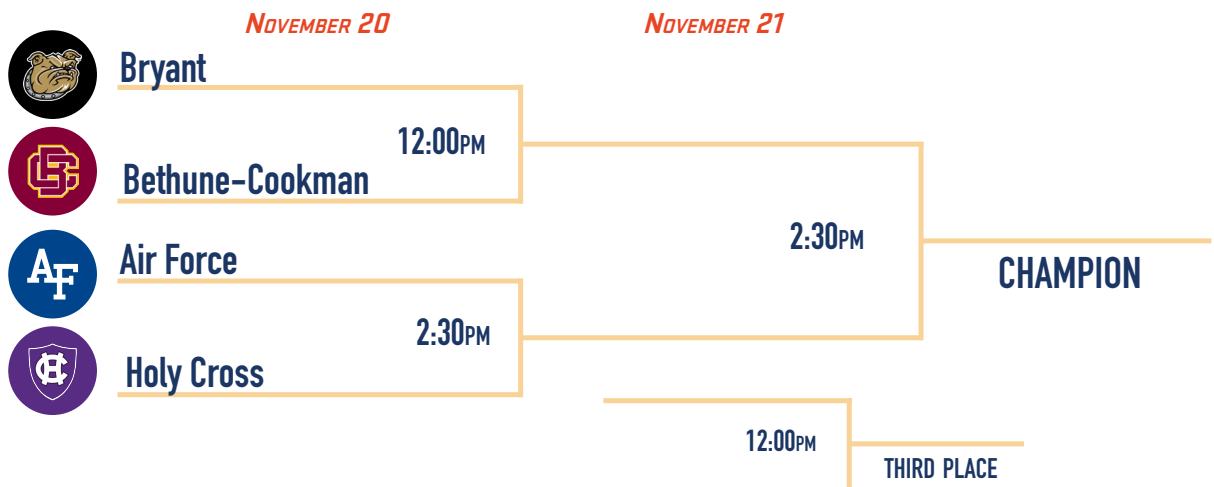 November 20
November 21
Bryant
12:00PM
Bethune-Cookman
2:30PM
Air Force
AF
CHAMPION
2:30PM
Holy Cross
12:00PM
THIRD PLACE